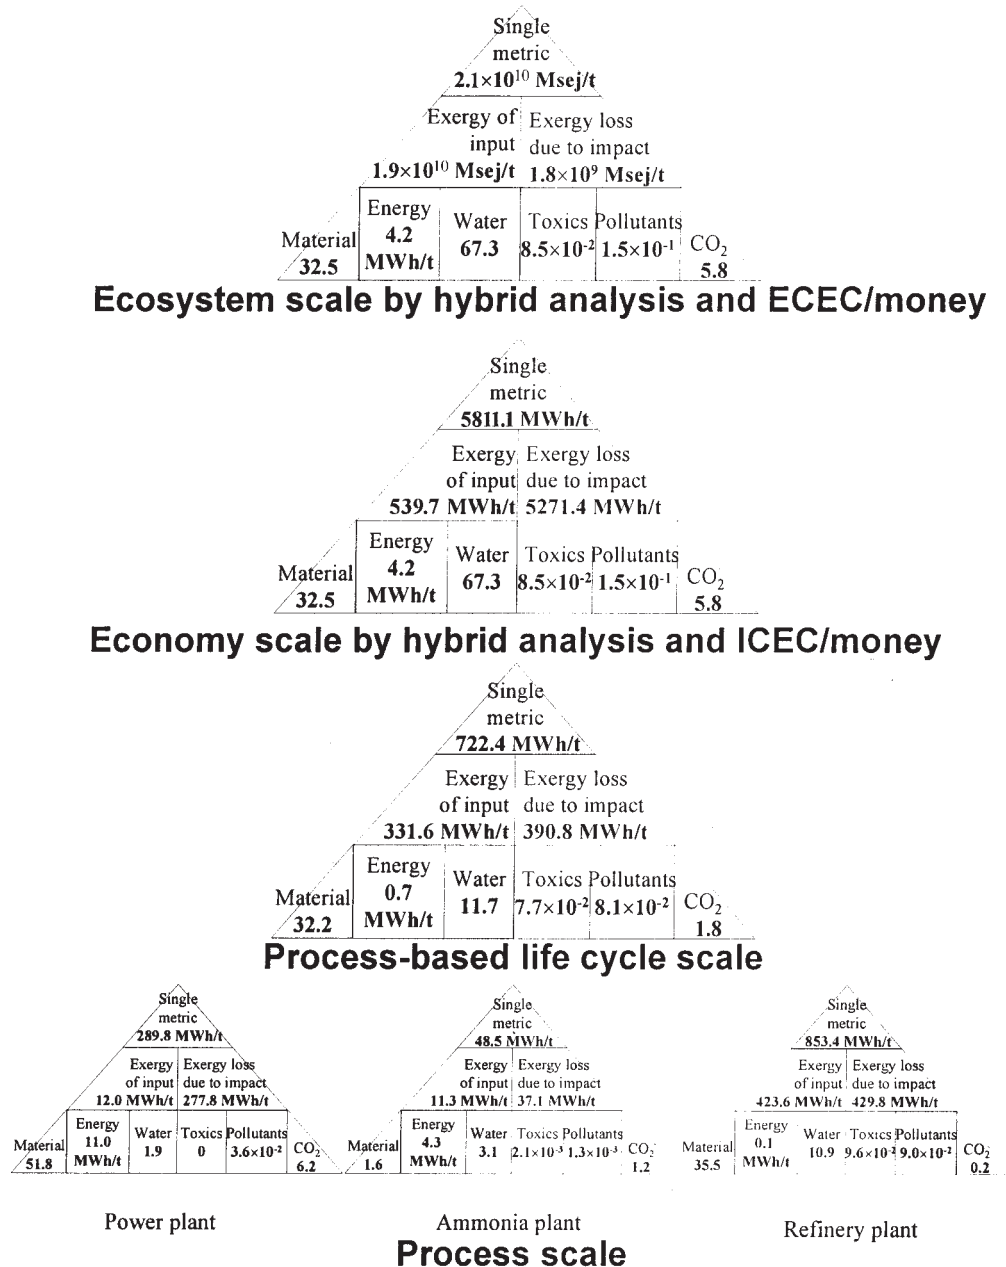 Single
metric
2.1×10¹⁰ Msej/t
Exergy of
input
1.9×10¹⁰ Msej/t
Exergy loss
due to impact
1.8×10⁹ Msej/t
Material
32.5
Energy
4.2
MWh/t
Water
67.3
Toxics
8.5×10⁻²
Pollutants
1.5×10⁻¹
CO₂
5.8
Ecosystem scale by hybrid analysis and ECEC/money
Single
metric
5811.1 MWh/t
Exergy
of input
539.7 MWh/t
Exergy loss
due to impact
5271.4 MWh/t
Material
32.5
Energy
4.2
MWh/t
Water
67.3
Toxics
8.5×10⁻²
Pollutants
1.5×10⁻¹
CO₂
5.8
Economy scale by hybrid analysis and ICEC/money
Single
metric
722.4 MWh/t
Exergy
of input
331.6 MWh/t
Exergy loss
due to impact
390.8 MWh/t
Material
32.2
Energy
0.7
MWh/t
Water
11.7
Toxics
7.7×10⁻²
Pollutants
8.1×10⁻²
CO₂
1.8
Process-based life cycle scale
Single
metric
289.8 MWh/t
Exergy
of input
12.0 MWh/t
Exergy loss
due to impact
277.8 MWh/t
Material
51.8
Energy
11.0
MWh/t
Water
1.9
Toxics
0
Pollutants
3.6×10⁻²
CO₂
6.2
Power plant
Single
metric
48.5 MWh/t
Exergy
of input
11.3 MWh/t
Exergy loss
due to impact
37.1 MWh/t
Material
1.6
Energy
4.3
MWh/t
Water
3.1
Toxics
2.1×10⁻³
Pollutants
1.3×10⁻³
CO₂
1.2
Ammonia plant
Single
metric
853.4 MWh/t
Exergy
of input
423.6 MWh/t
Exergy loss
due to impact
429.8 MWh/t
Material
35.5
Energy
0.1
MWh/t
Water
10.9
Toxics
9.6×10⁻²
Pollutants
9.0×10⁻²
CO₂
0.2
Refinery plant
Process scale